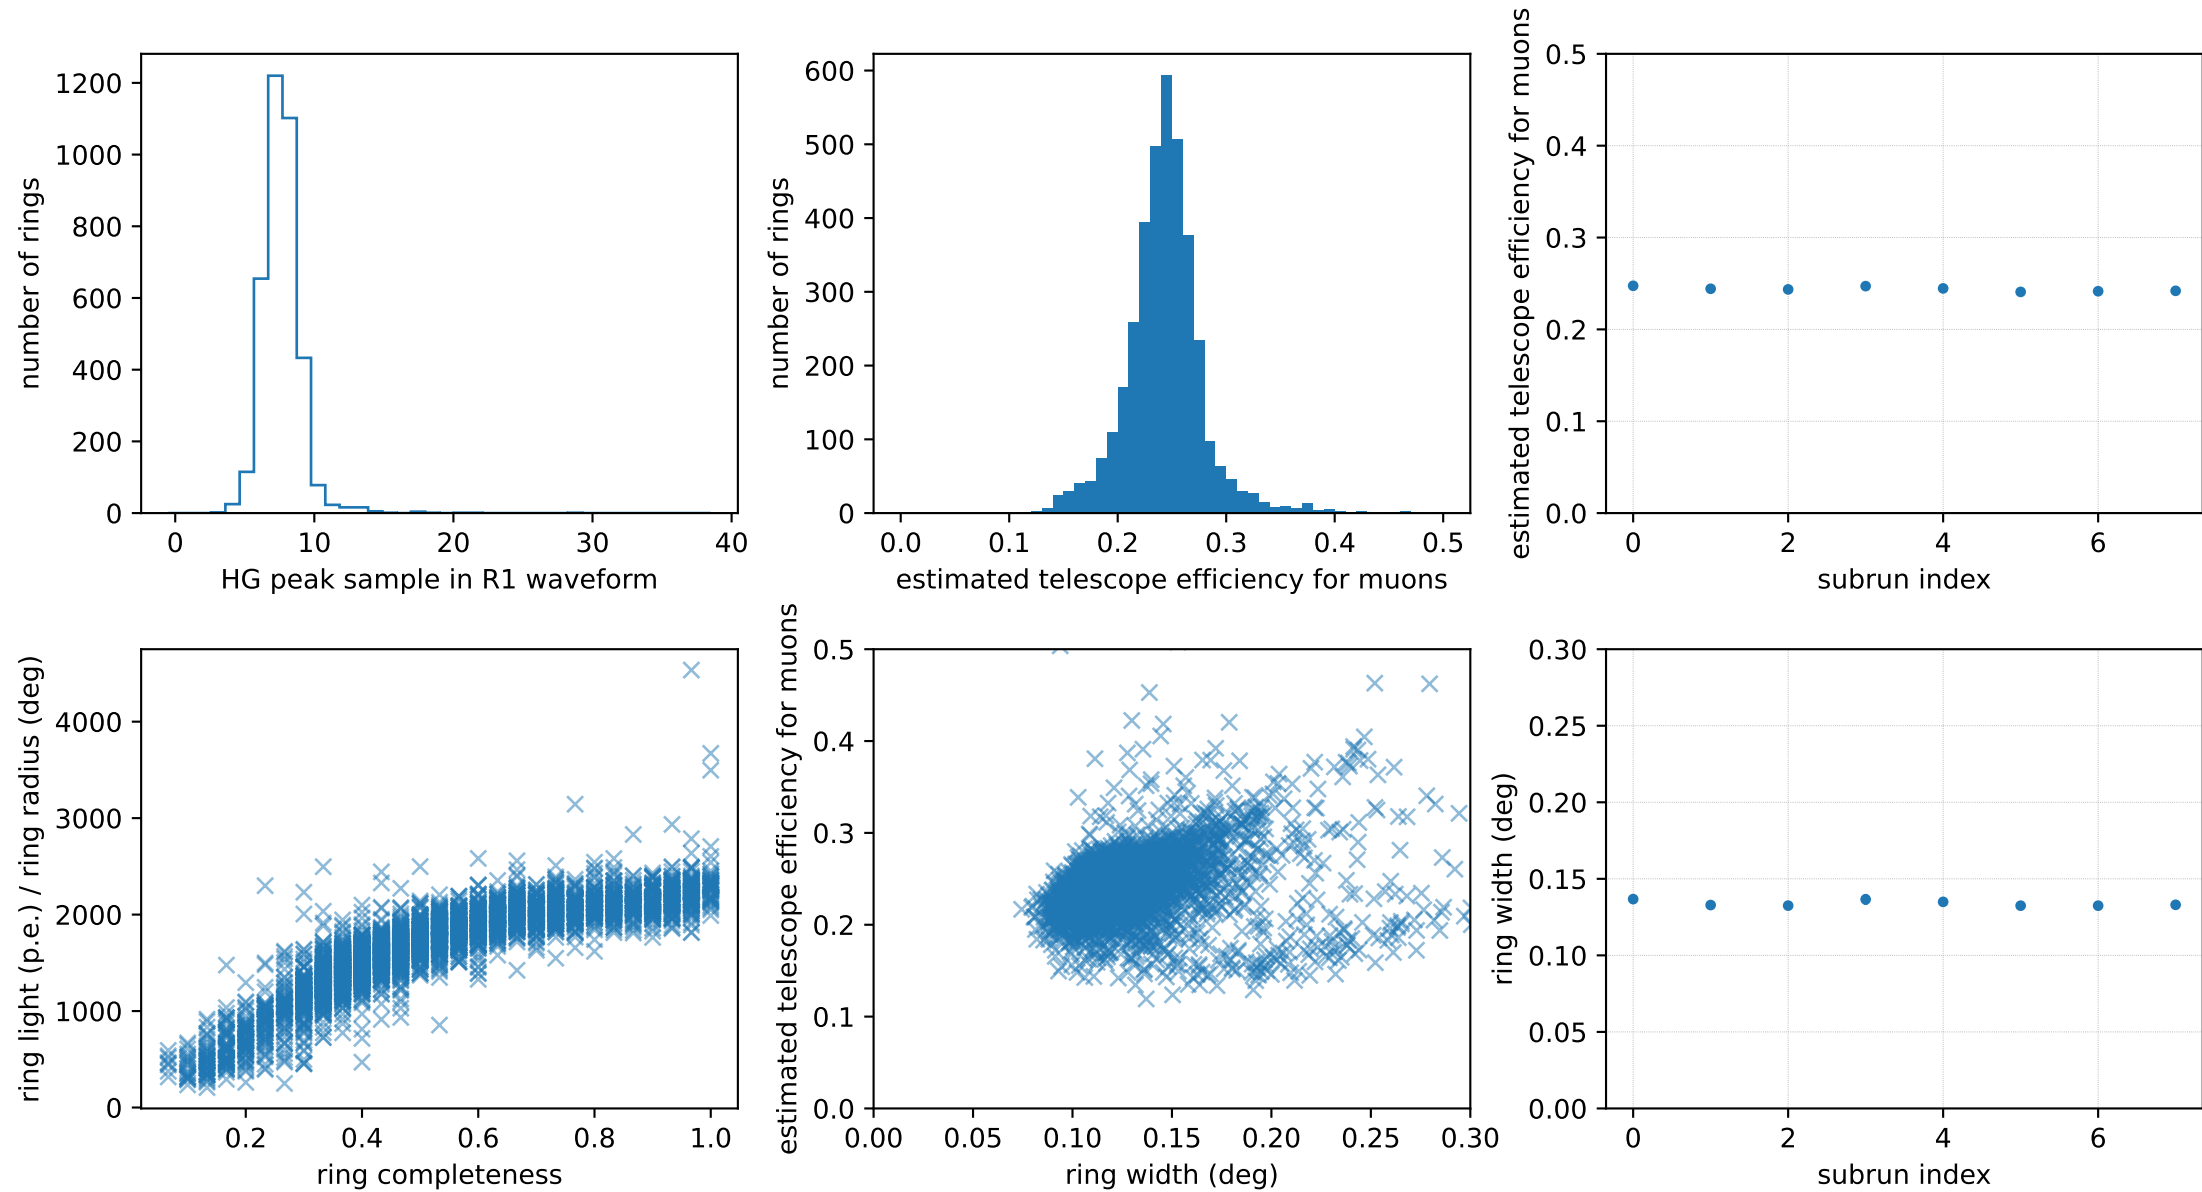 number of rings
1200
1000
800
600
400
200
0
0 10 20 30 40
HG peak sample in R1 waveform
number of rings
600
500
400
300
200
100
0
0.0 0.1 0.2 0.3 0.4 0.5
estimated telescope efficiency for muons
estimated telescope efficiency for muons
0.5
0.4
0.3
0.2
0.1
0.0
0 2 4 6
subrun index
ring light (p.e.) / ring radius (deg)
4000
3000
2000
1000
0
0.2 0.4 0.6 0.8 1.0
ring completeness
estimated telescope efficiency for muons
0.5
0.4
0.3
0.2
0.1
0.0
0.00 0.05 0.10 0.15 0.20 0.25 0.30
ring width (deg)
ring width (deg)
0.30
0.25
0.20
0.15
0.10
0.05
0.00
0 2 4 6
subrun index